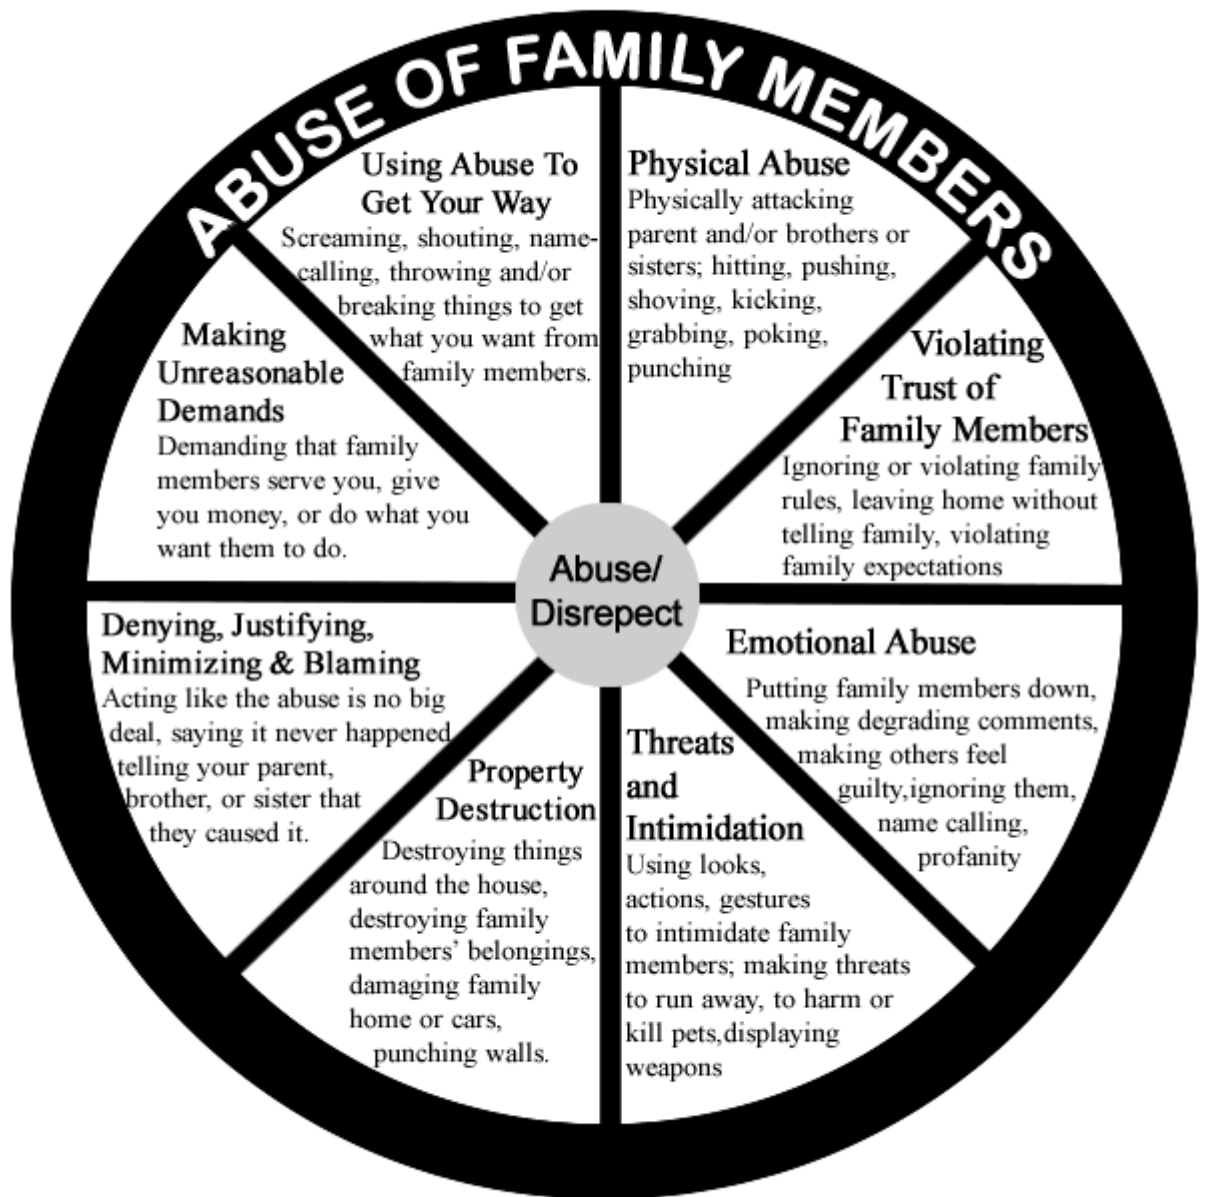 ABUSE OF FAMILY MEMBERS
Using Abuse To
Get Your Way
Screaming, shouting, name-
calling, throwing and/or
breaking things to get
what you want from
family members.
Physical Abuse
Physically attacking
parent and/or brothers or
sisters; hitting, pushing,
shoving, kicking,
grabbing, poking,
punching
Making
Unreasonable
Demands
Demanding that family
members serve you, give
you money, or do what you
want them to do.
Violating
Trust of
Family Members
Ignoring or violating family
rules, leaving home without
telling family, violating
family expectations
Abuse/
Disrepect
Denying, Justifying,
Minimizing & Blaming
Acting like the abuse is no big
deal, saying it never happened
telling your parent,
brother, or sister that
they caused it.
Emotional Abuse
Putting family members down,
making degrading comments,
making others feel
guilty,ignoring them,
name calling,
profanity
Property
Destruction
Destroying things
around the house,
destroying family
members’ belongings,
damaging family
home or cars,
punching walls.
Threats
and
Intimidation
Using looks,
actions, gestures
to intimidate family
members; making threats
to run away, to harm or
kill pets,displaying
weapons